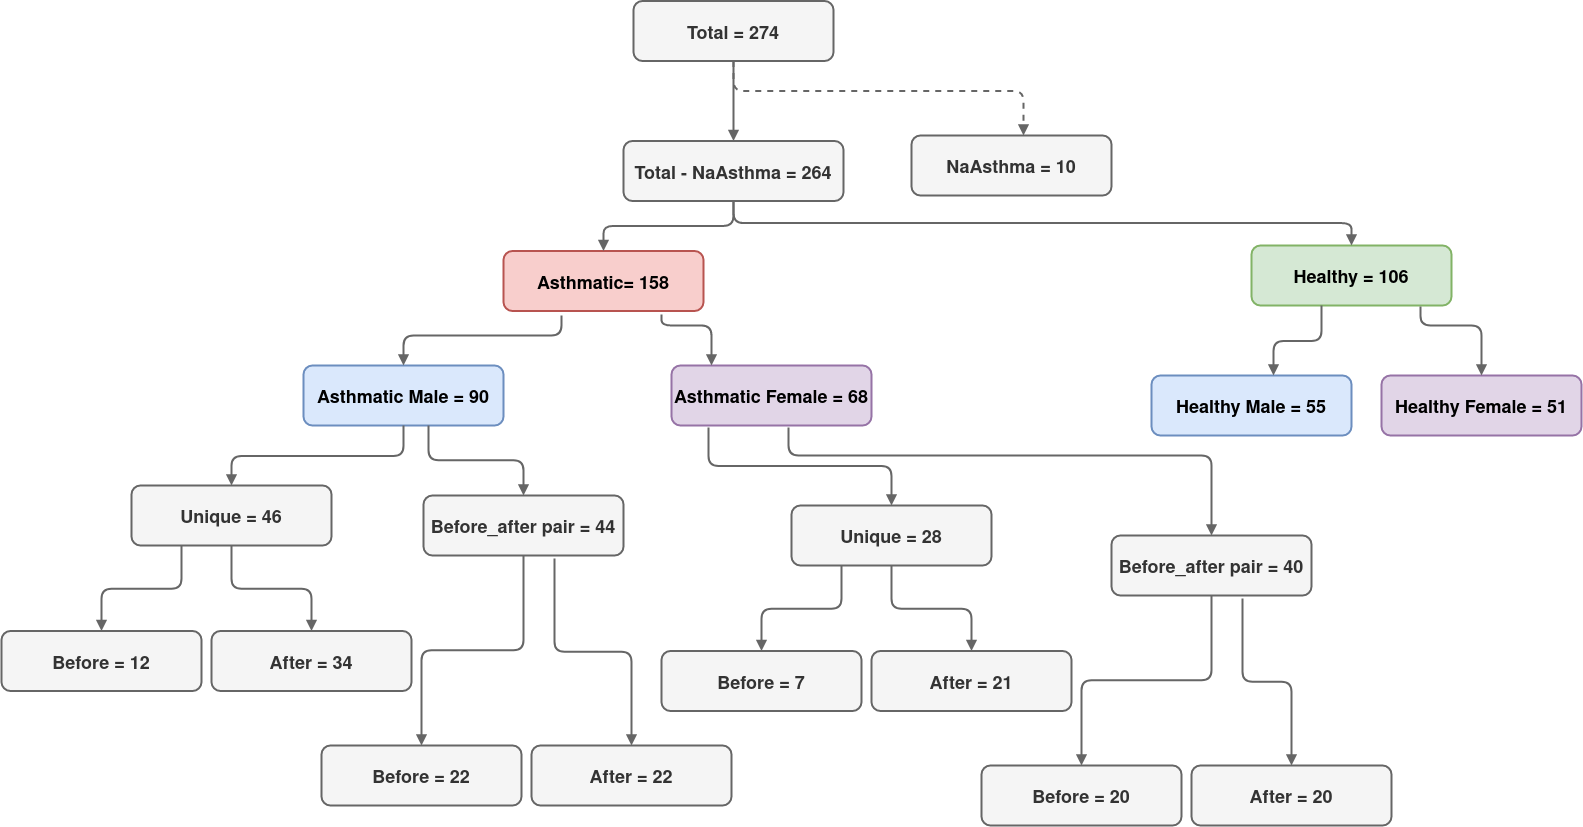 Total = 274
Total - NaAsthma = 264
NaAsthma = 10
Asthmatic= 158
Healthy = 106
Asthmatic Male = 90
Asthmatic Female = 68
Healthy Male = 55
Healthy Female = 51
Unique = 46
Before_after pair = 44
Unique = 28
Before_after pair = 40
Before = 12
After = 34
Before = 7
After = 21
Before = 22
After = 22
Before = 20
After = 20